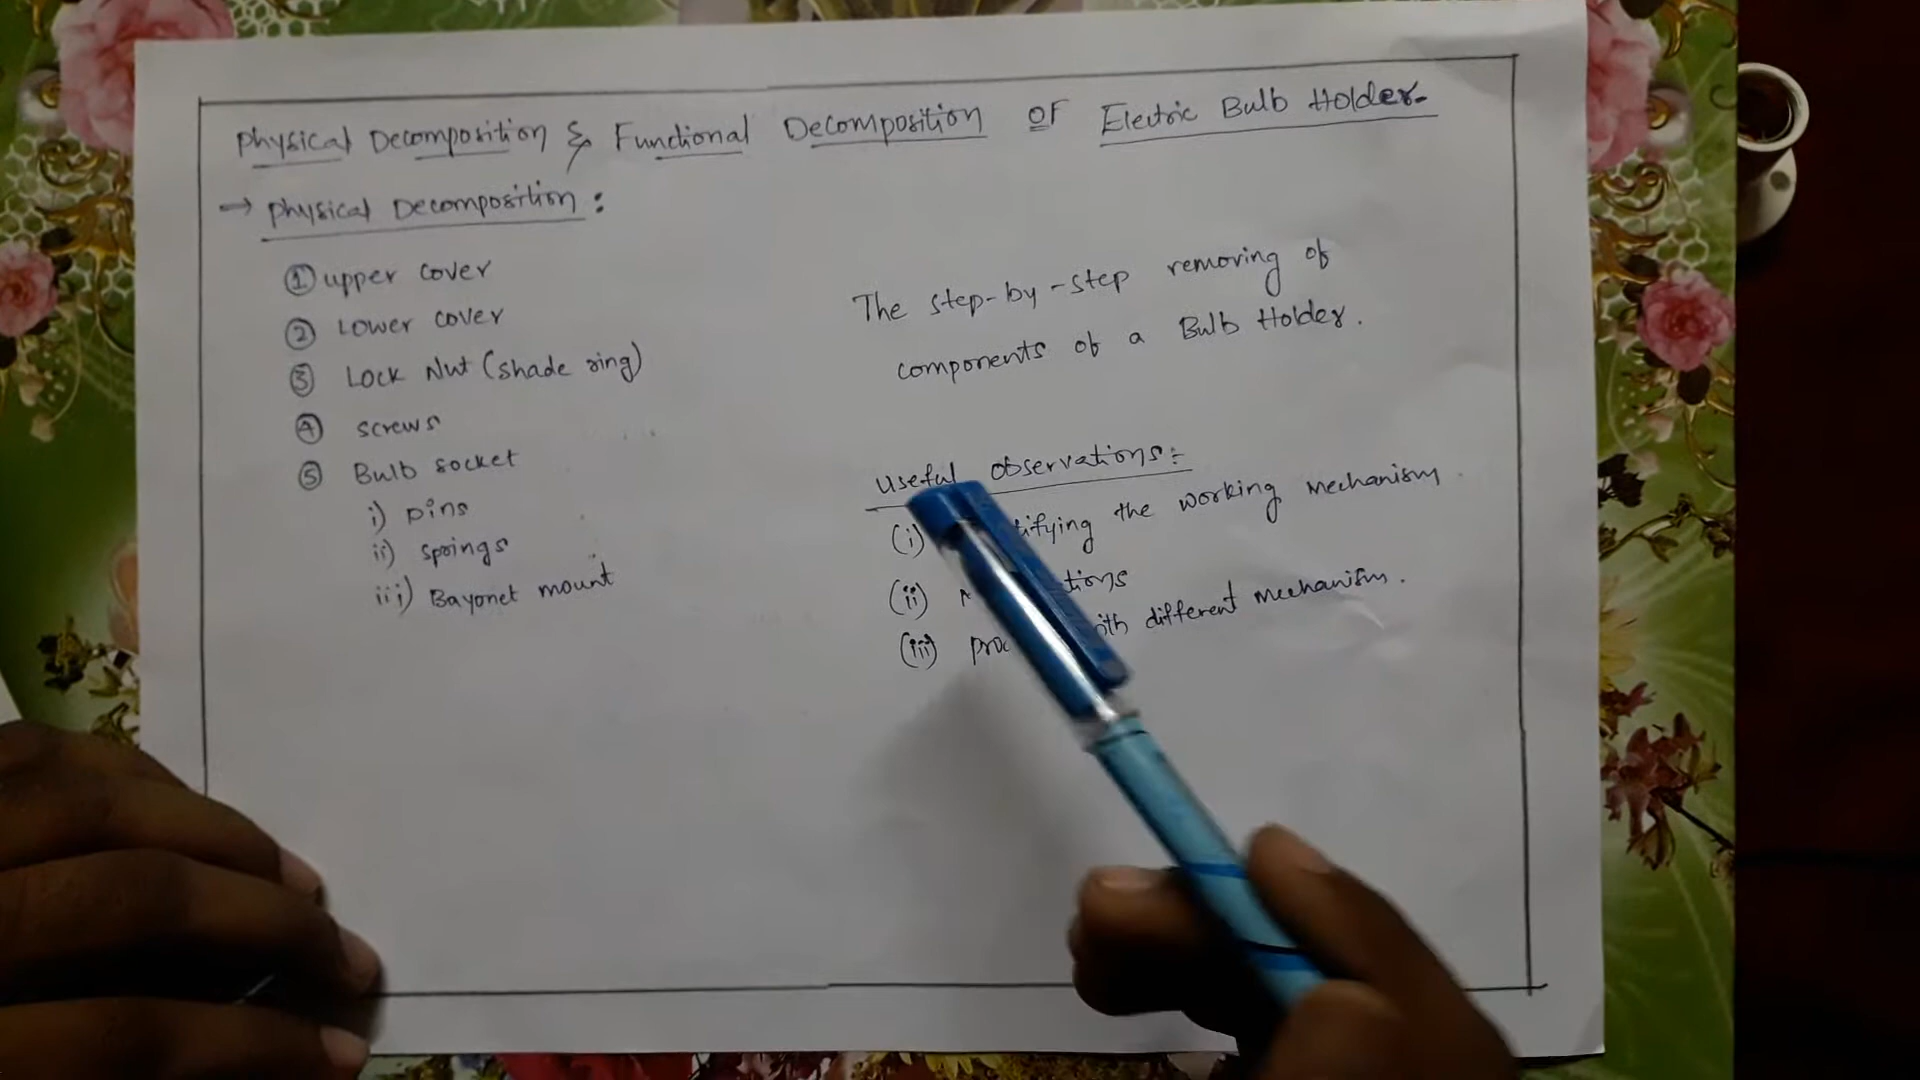 Physical Decomposition & Functional Decomposition of Electric Bulb Holder.
→ Physical Decomposition :
① upper cover
② Lower cover
③ Lock Nut (shade ring)
④ screws
⑤ Bulb socket
i) pins
ii) springs
iii) Bayonet mount
The step-by-step removing of
components of a Bulb Holder.
Useful observations:-
(i) the working mechanism.
(ii)
(iii) different mechanism.